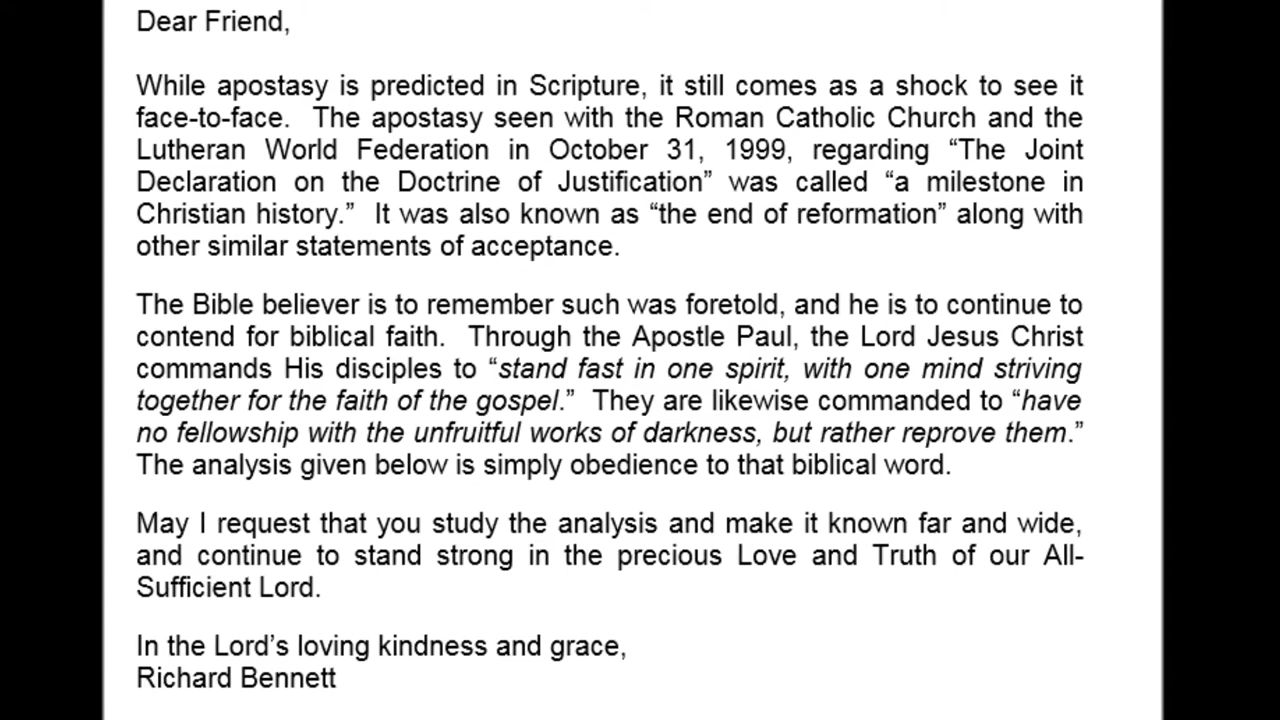 Dear Friend,
While apostasy is predicted in Scripture, it still comes as a shock to see it
face-to-face. The apostasy seen with the Roman Catholic Church and the
Lutheran World Federation in October 31, 1999, regarding “The Joint
Declaration on the Doctrine of Justification” was called “a milestone in
Christian history.” It was also known as “the end of reformation” along with
other similar statements of acceptance.
The Bible believer is to remember such was foretold, and he is to continue to
contend for biblical faith. Through the Apostle Paul, the Lord Jesus Christ
commands His disciples to “stand fast in one spirit, with one mind striving
together for the faith of the gospel.” They are likewise commanded to “have
no fellowship with the unfruitful works of darkness, but rather reprove them.”
The analysis given below is simply obedience to that biblical word.
May I request that you study the analysis and make it known far and wide,
and continue to stand strong in the precious Love and Truth of our All-
Sufficient Lord.
In the Lord’s loving kindness and grace,
Richard Bennett